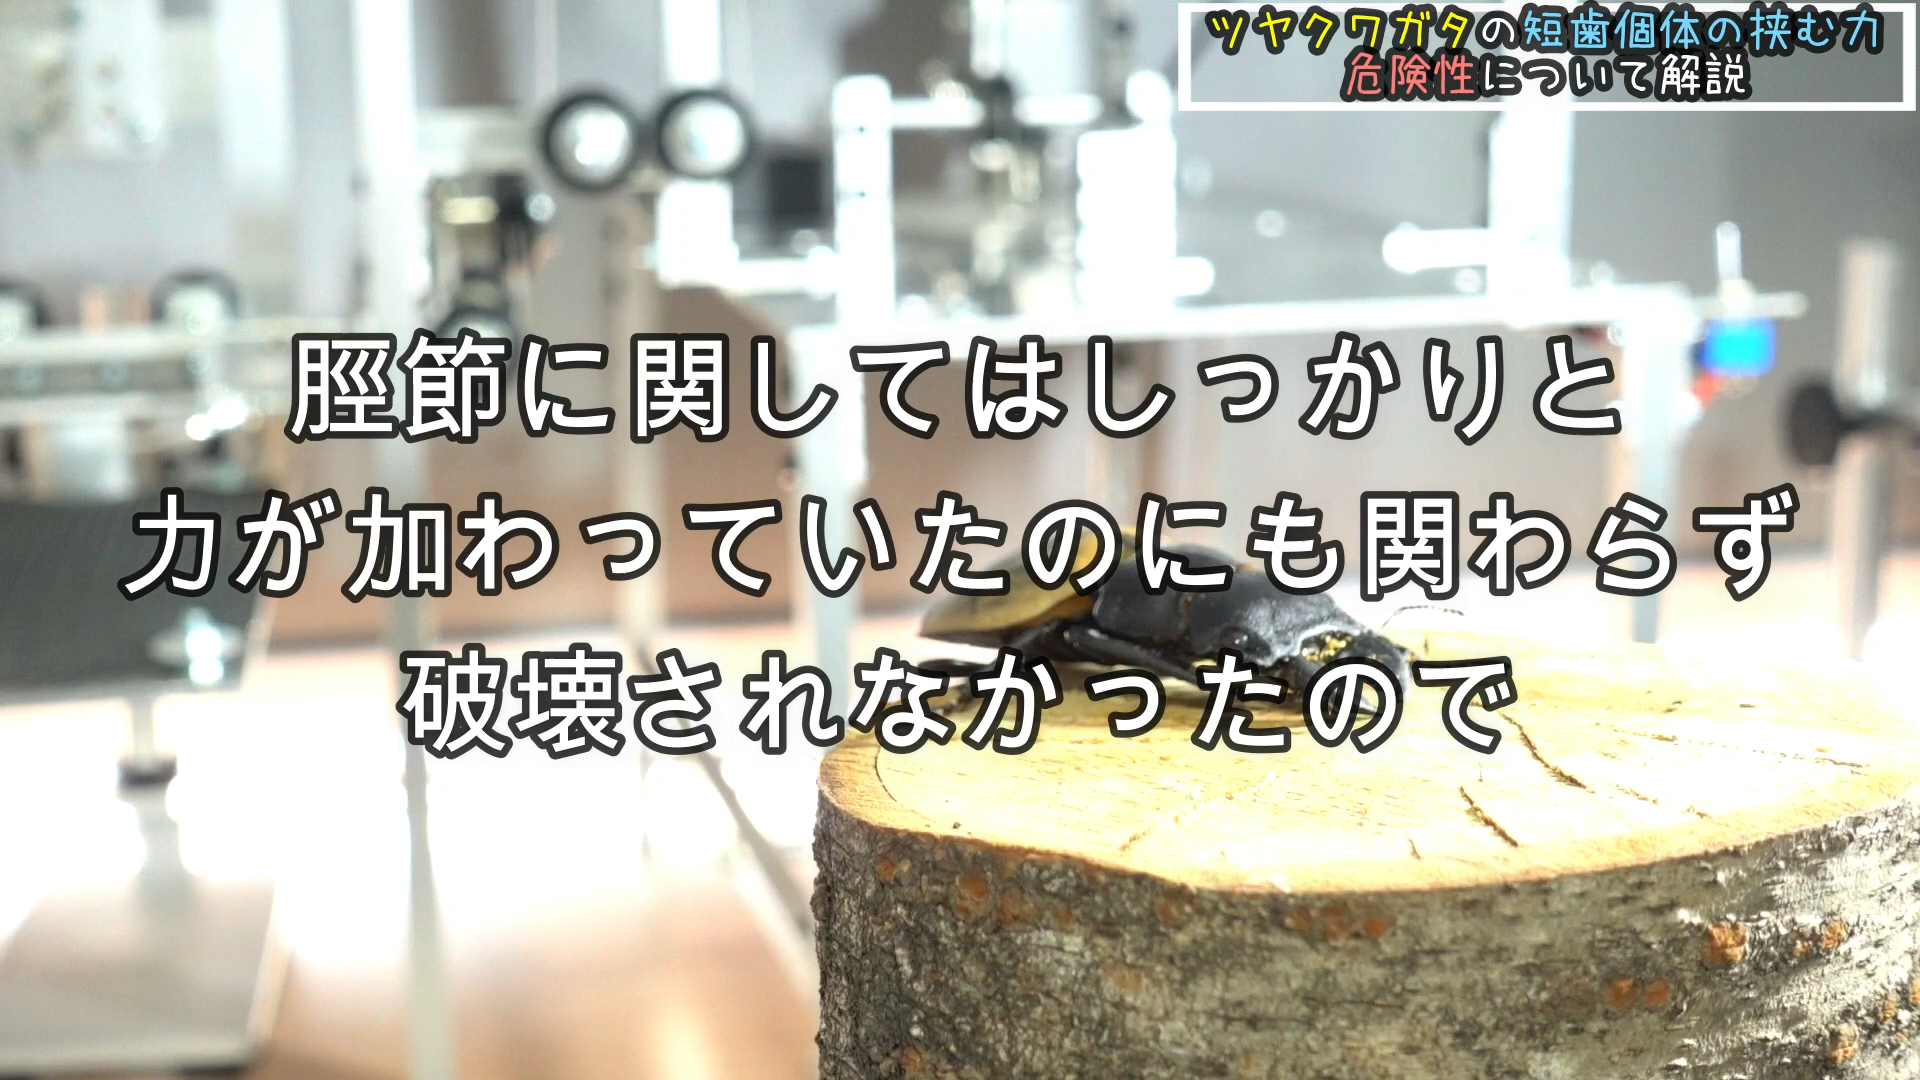 ツヤクワガタの短歯個体の挟む力
危険性について解説
脛節に関してはしっかりと
力が加わっていたのにも関わらず
破壊されなかったので